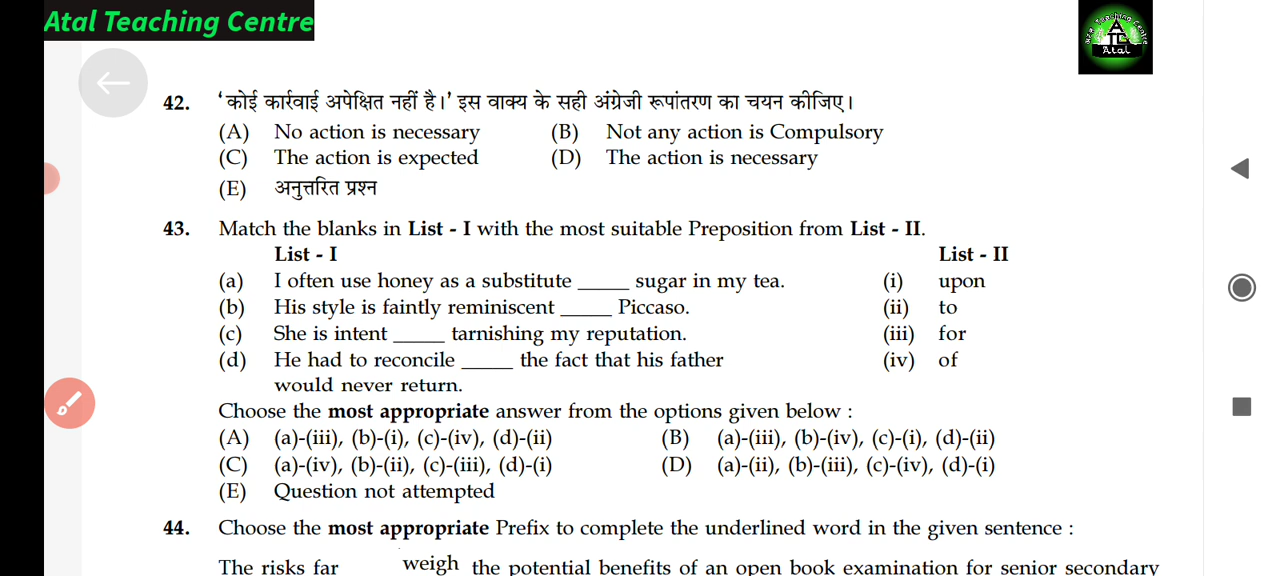 Atal Teaching Centre
Atal Teaching Centre
Atal
42. ‘कोई कार्रवाई अपेक्षित नहीं है।’ इस वाक्य के सही अंग्रेजी रूपांतरण का चयन कीजिए।
(A) No action is necessary (B) Not any action is Compulsory
(C) The action is expected (D) The action is necessary
(E) अनुत्तरित प्रश्न
43. Match the blanks in List - I with the most suitable Preposition from List - II.
List - I List - II
(a) I often use honey as a substitute _____ sugar in my tea. (i) upon
(b) His style is faintly reminiscent _____ Piccaso. (ii) to
(c) She is intent _____ tarnishing my reputation. (iii) for
(d) He had to reconcile _____ the fact that his father (iv) of
would never return.
Choose the most appropriate answer from the options given below :
(A) (a)-(iii), (b)-(i), (c)-(iv), (d)-(ii) (B) (a)-(iii), (b)-(iv), (c)-(i), (d)-(ii)
(C) (a)-(iv), (b)-(ii), (c)-(iii), (d)-(i) (D) (a)-(ii), (b)-(iii), (c)-(iv), (d)-(i)
(E) Question not attempted
44. Choose the most appropriate Prefix to complete the underlined word in the given sentence :
The risks far weigh the potential benefits of an open book examination for senior secondary